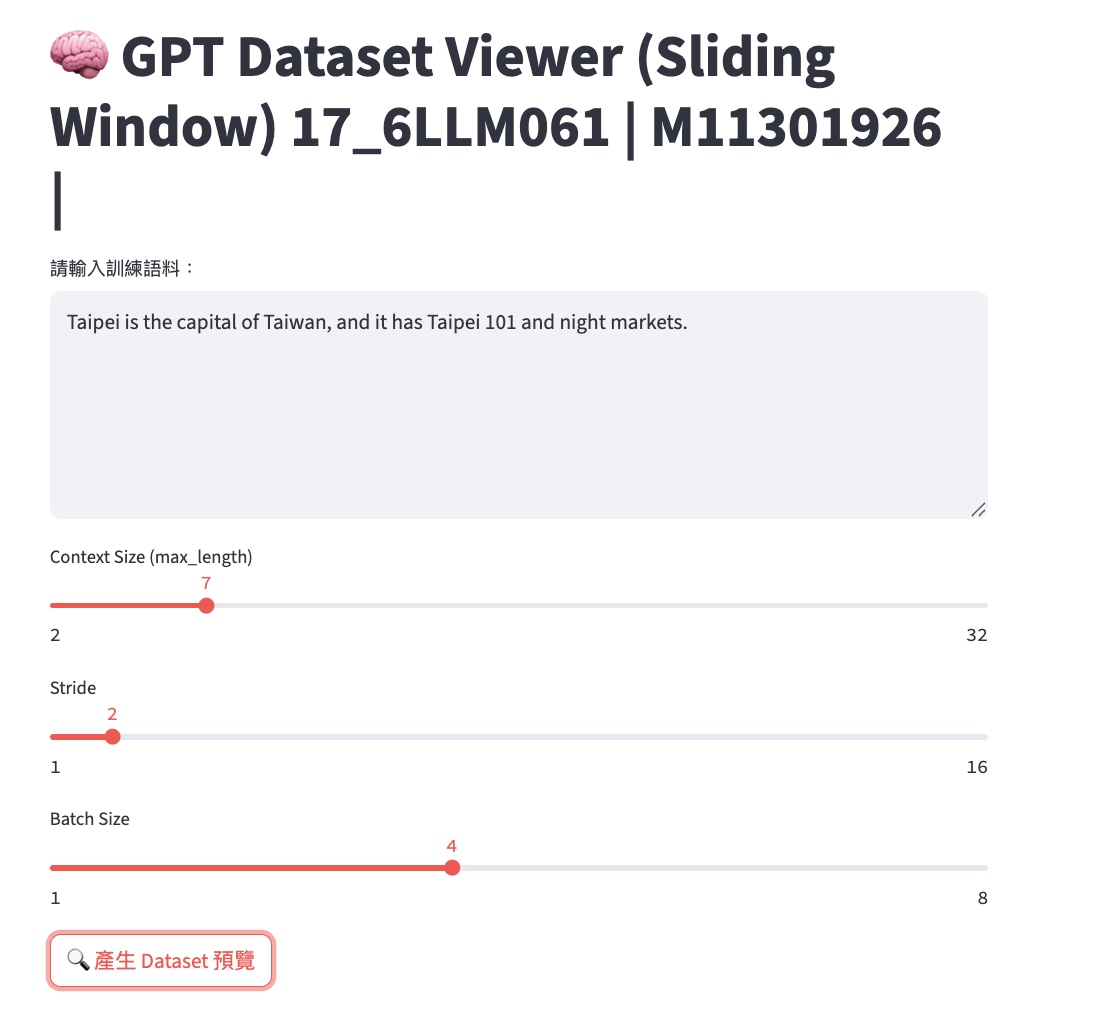 🧠 GPT Dataset Viewer (Sliding
Window) 17_6LLM061 | M11301926
|
請輸入訓練語料：
Taipei is the capital of Taiwan, and it has Taipei 101 and night markets.
Context Size (max_length)
7
2 32
Stride
2
1 16
Batch Size
4
1 8
🔍 產生 Dataset 預覽